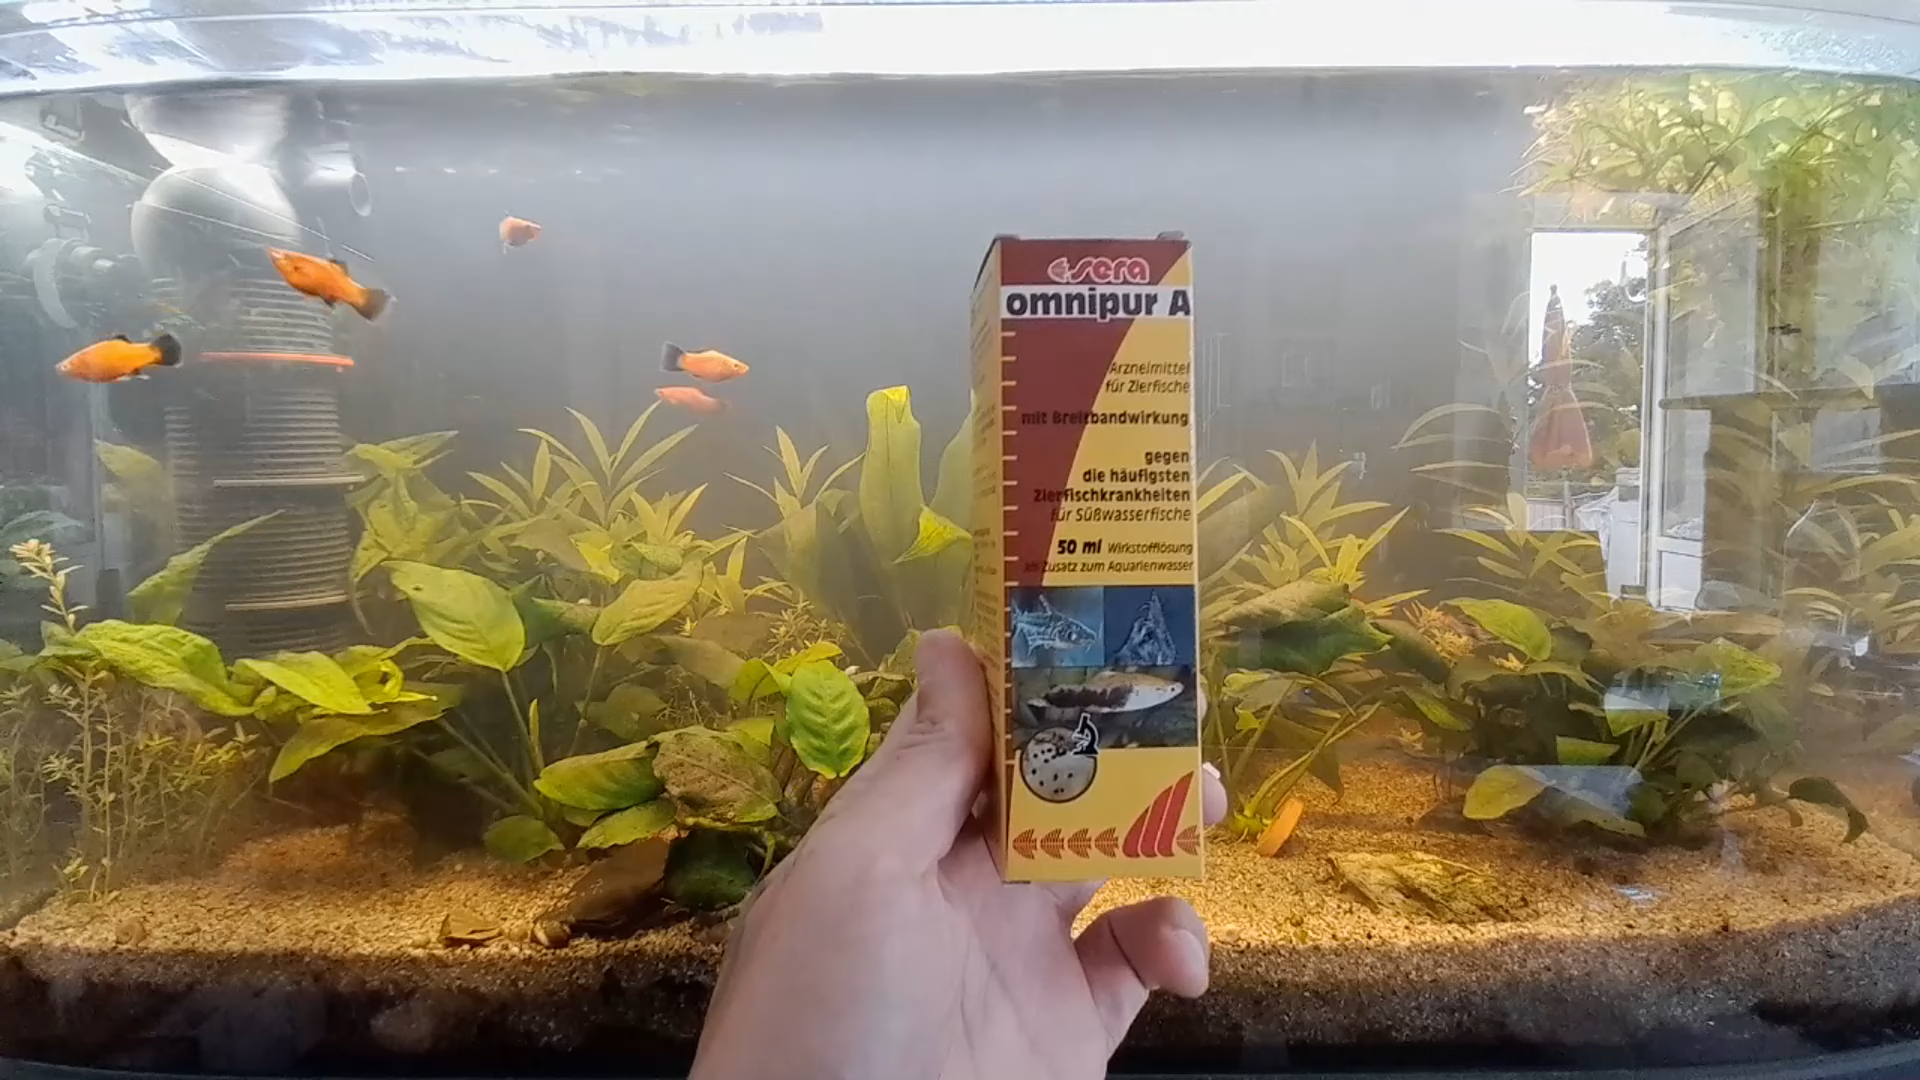 sera
omnipur A
Arzneimittel
für Zierfische
mit Breitbandwirkung
gegen
die häufigsten
Zierfischkrankheiten
für Süßwasserfische
50 ml Wirkstofflösung
als Zusatz zum Aquarienwasser